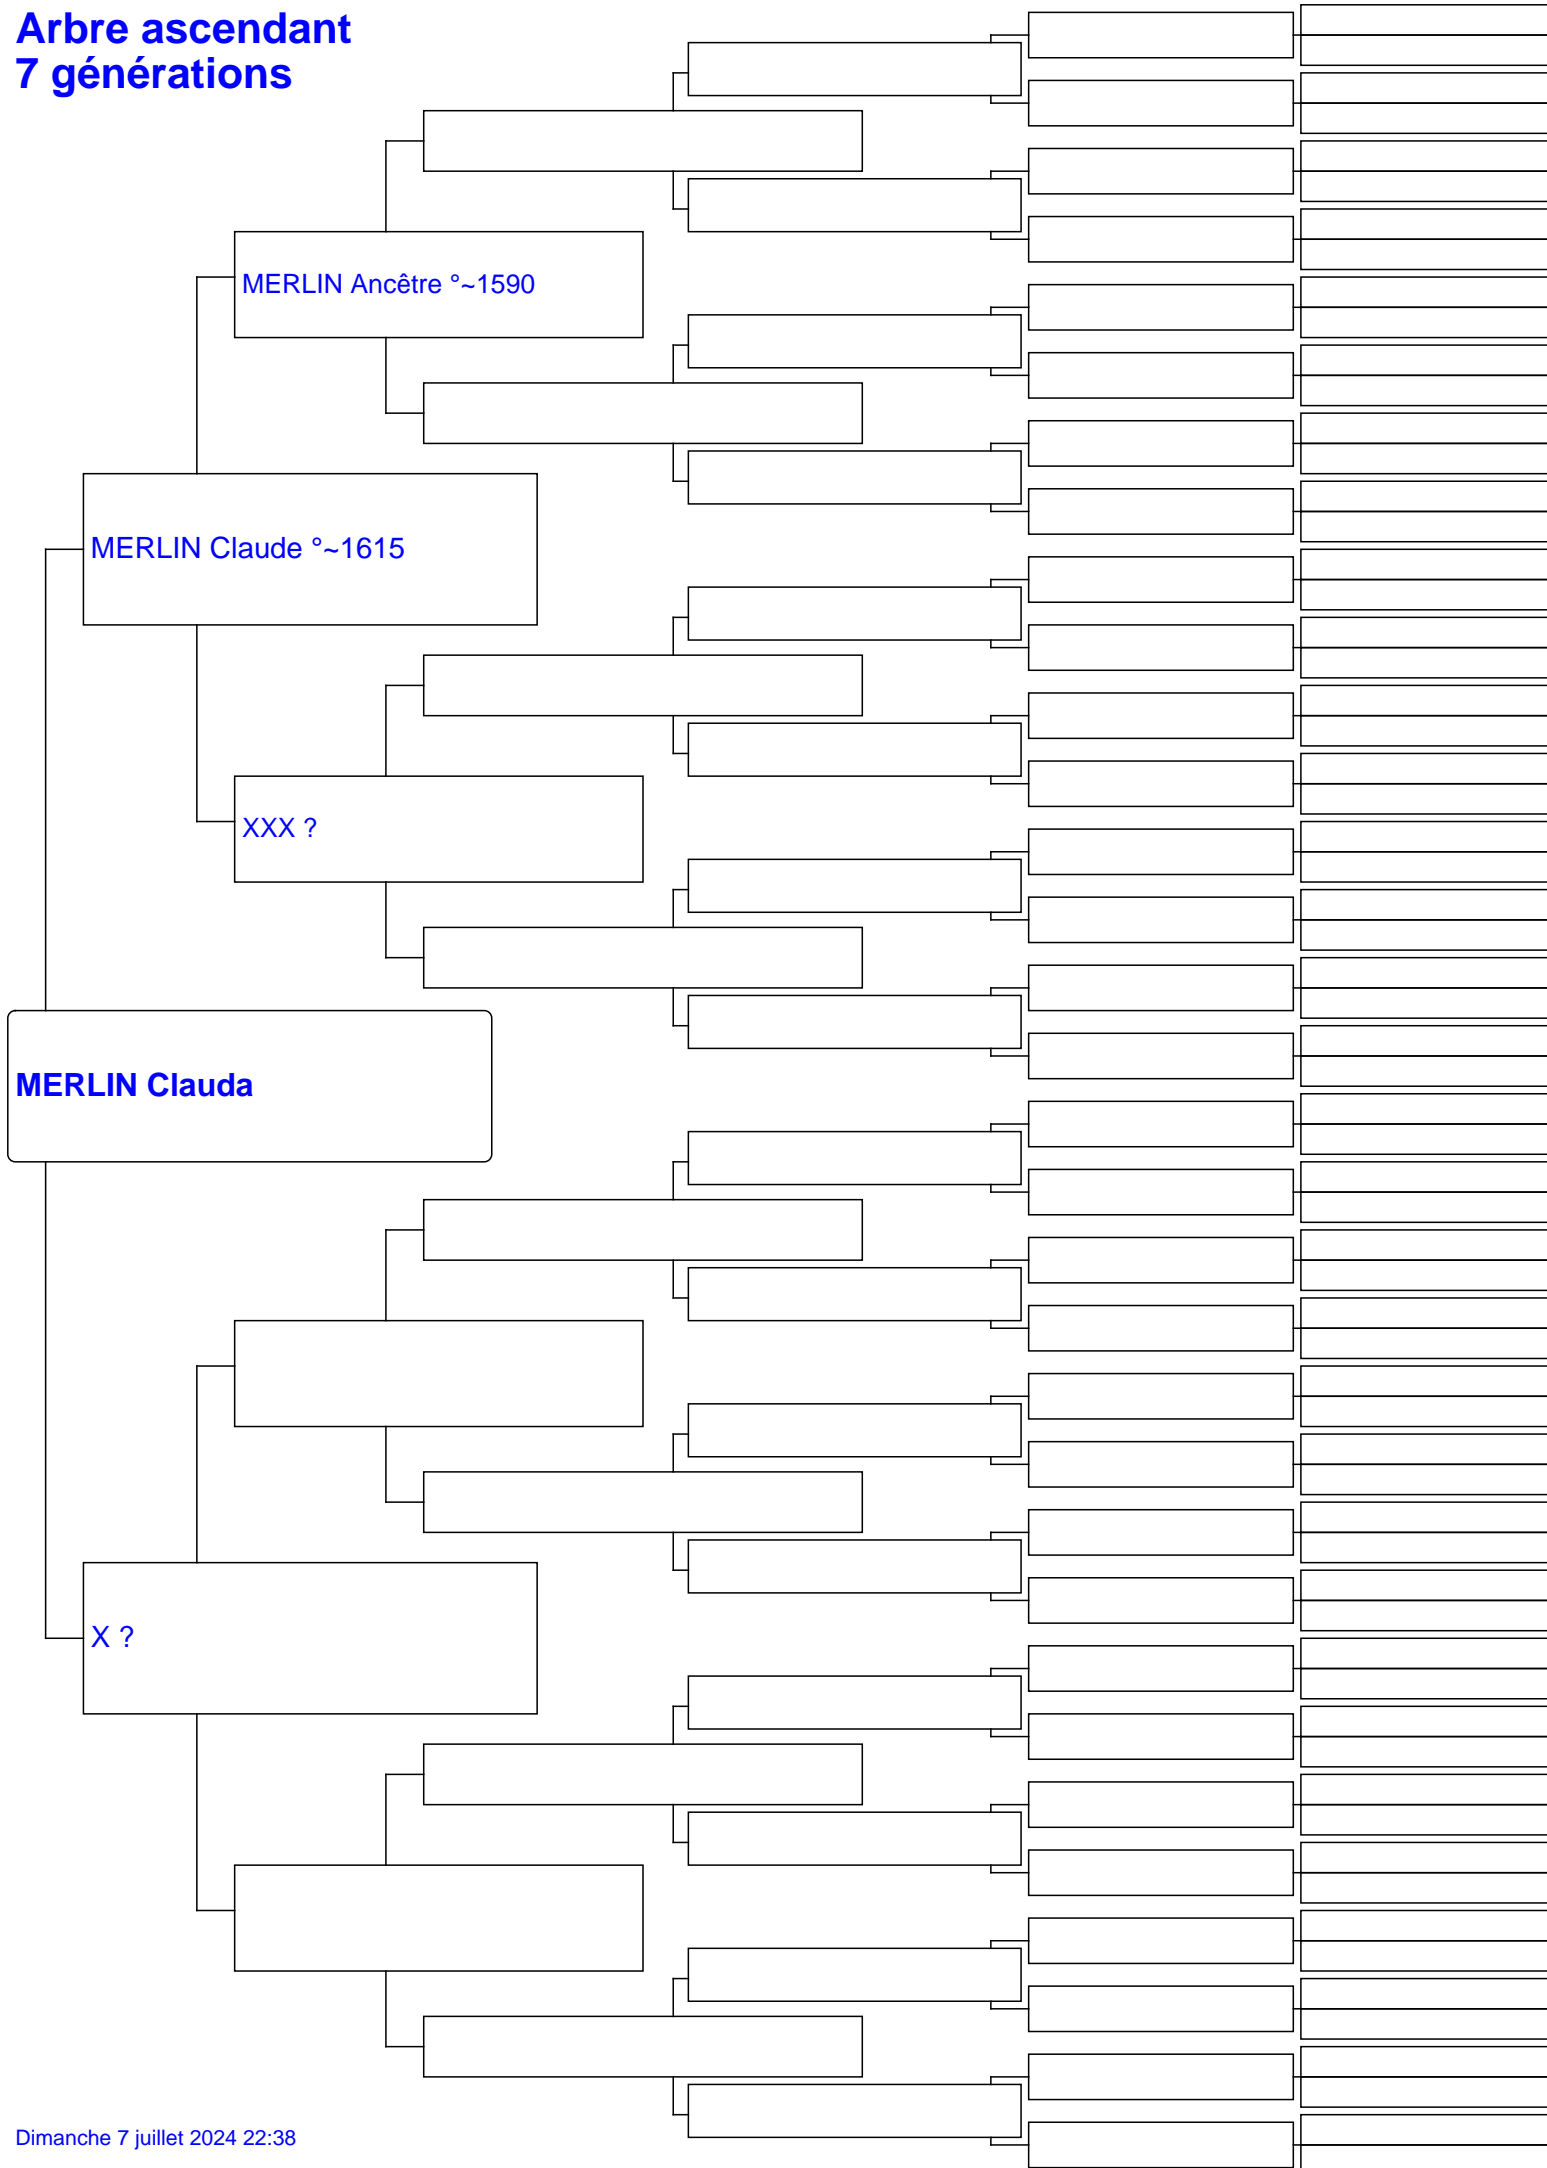 Arbre ascendant
7 générations
MERLIN Ancêtre °~1590
MERLIN Claude °~1615
XXX ?
MERLIN Clauda
X ?
Dimanche 7 juillet 2024 22:38